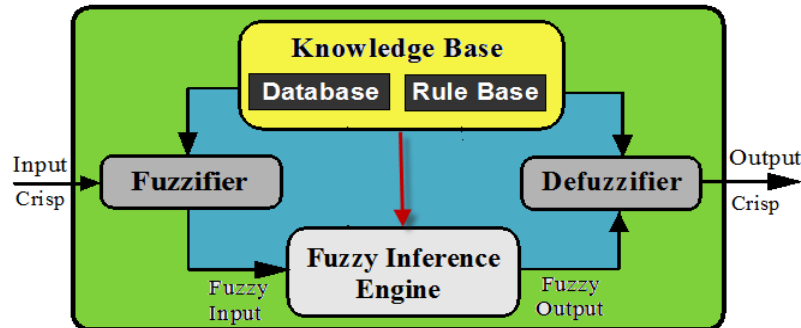 Knowledge Base
Database
Rule Base
Input
Crisp
Fuzzifier
Defuzzifier
Output
Crisp
Fuzzy Inference
Engine
Fuzzy
Input
Fuzzy
Output